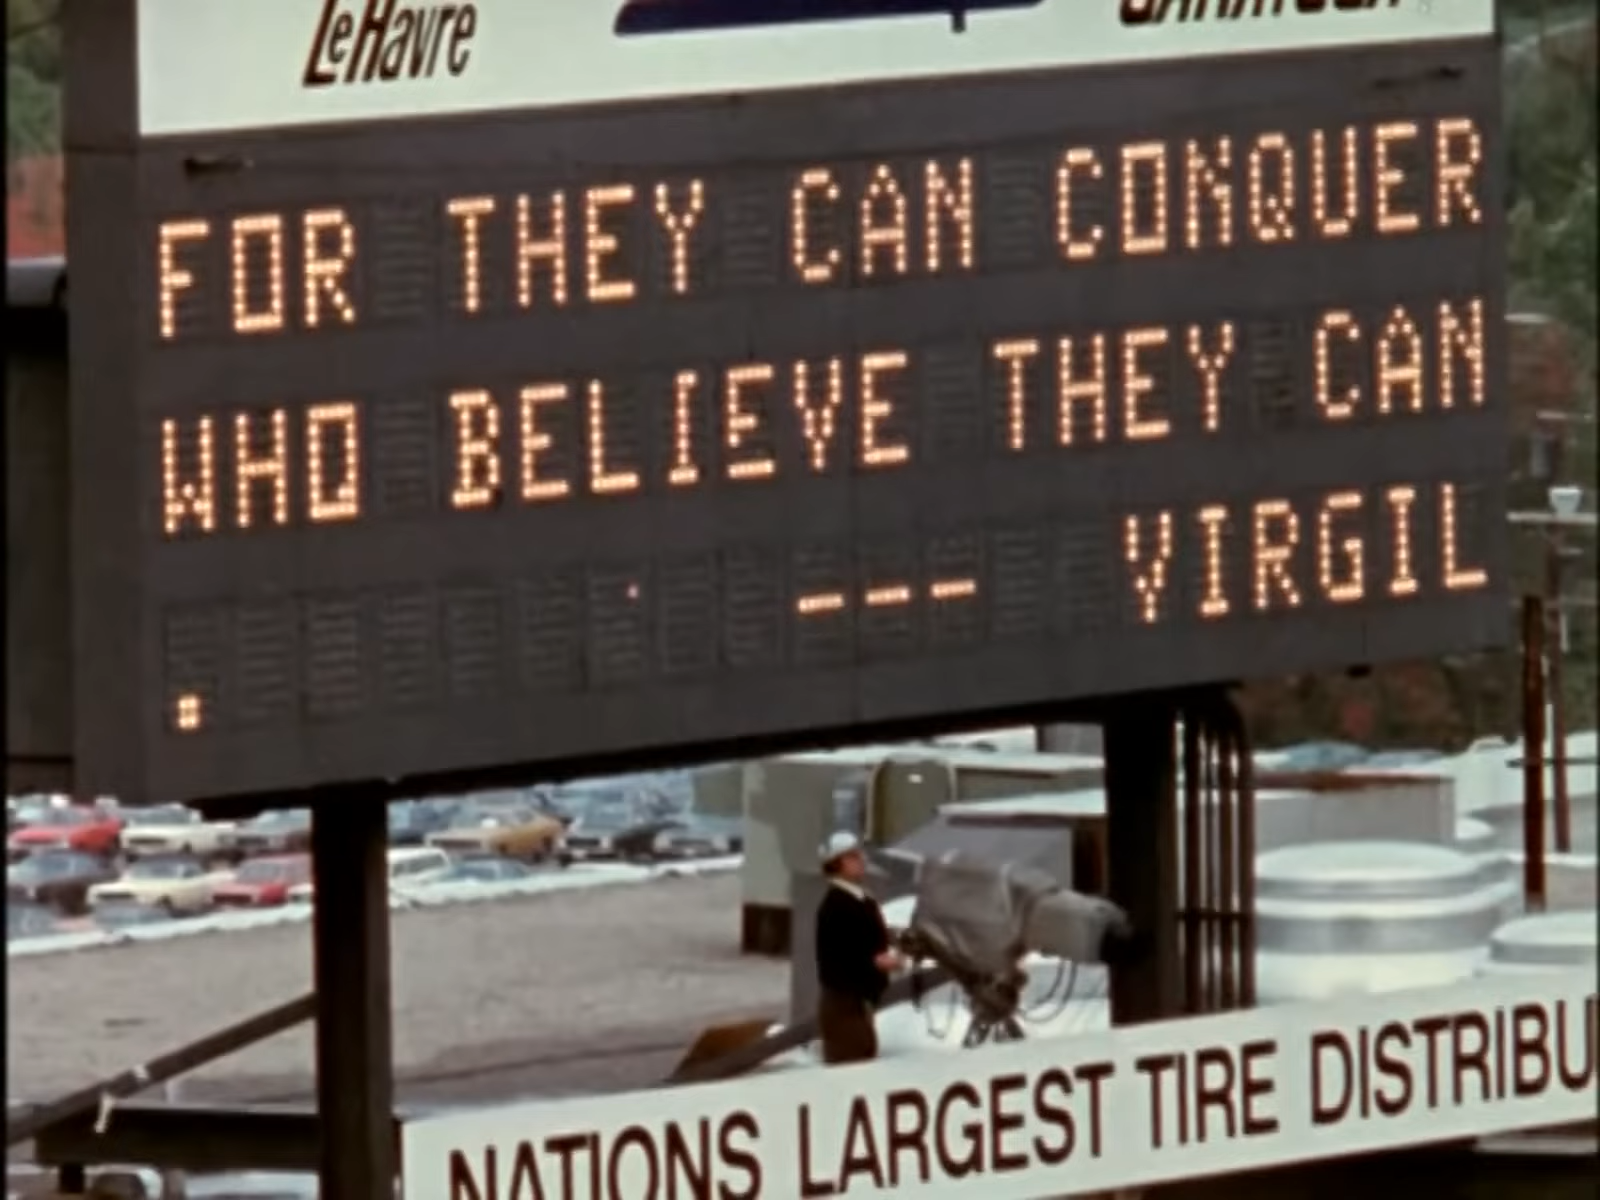 LeHavre
FOR THEY CAN CONQUER
WHO BELIEVE THEY CAN
--- VIRGIL
.
NATIONS LARGEST TIRE DISTRIBU